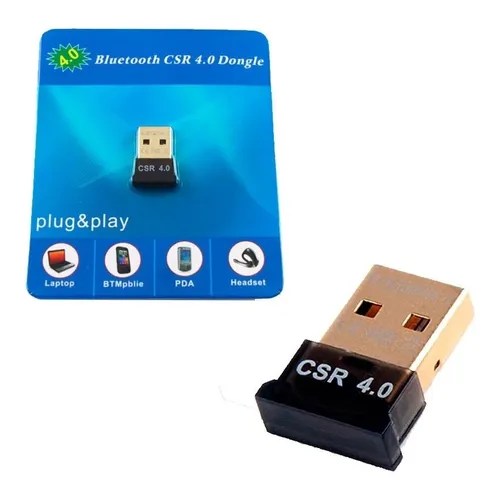 4.0
Bluetooth CSR 4.0 Dongle
CSR 4.0
plug&play
Laptop
BTMpblie
PDA
Headset
CSR 4.0